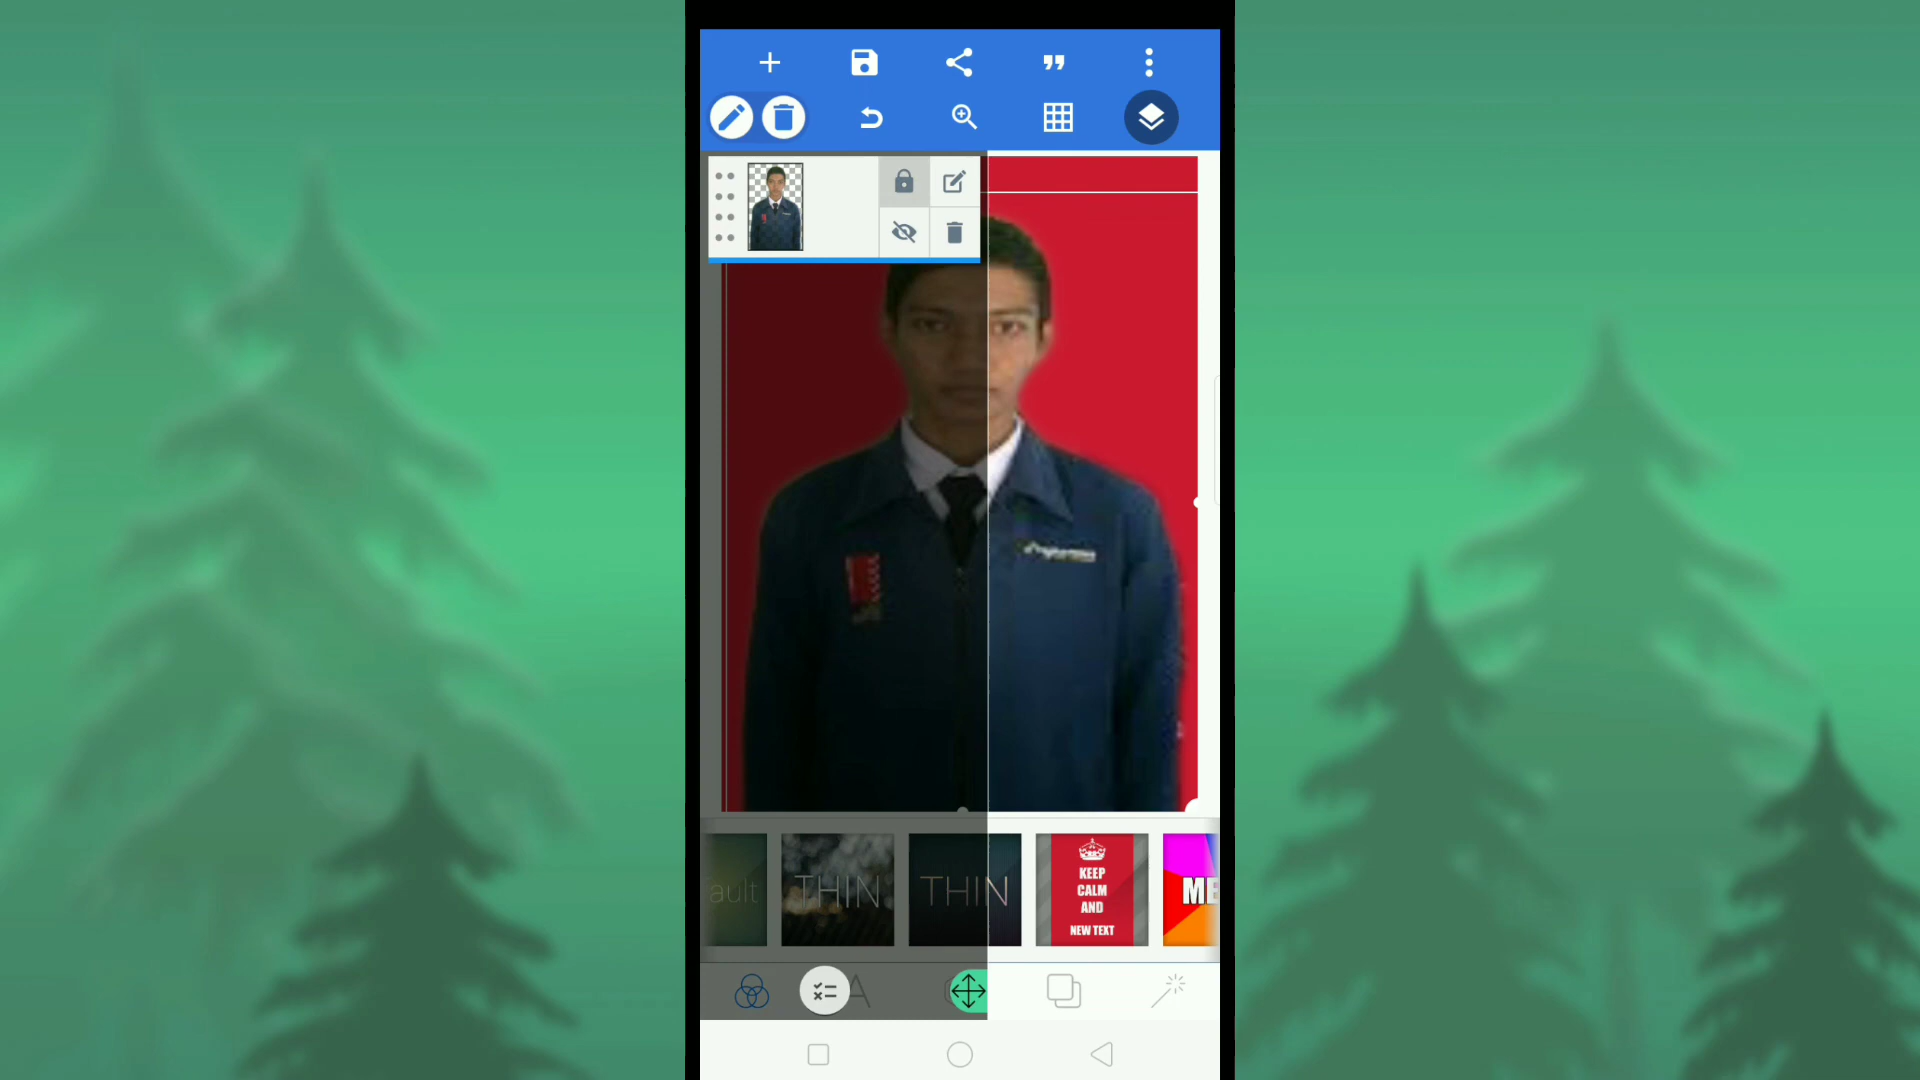 ault
THIN
THIN
KEEP
CALM
AND
NEW TEXT
ME
A